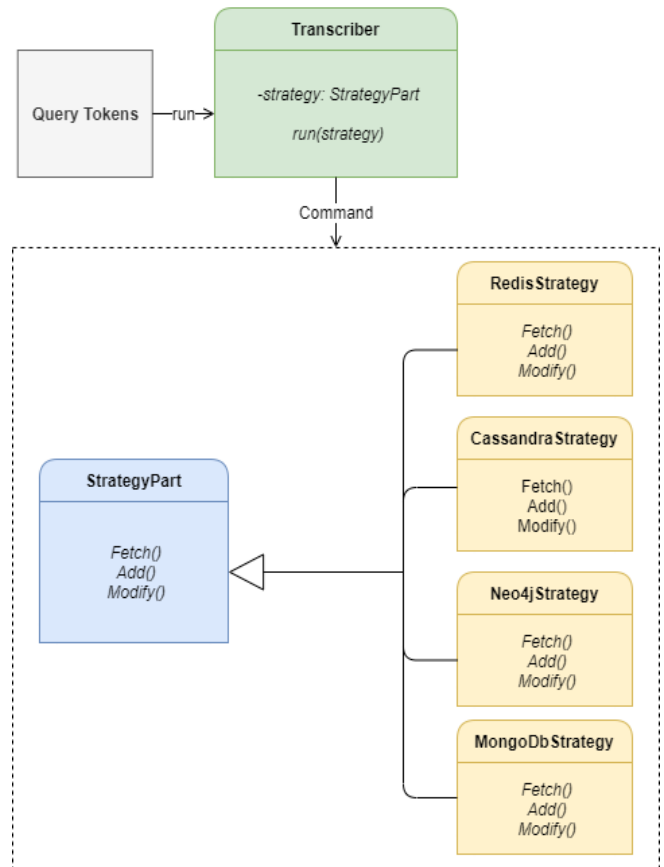 Transcriber
-strategy: StrategyPart
run(strategy)
Query Tokens
run
Command
RedisStrategy
Fetch()
Add()
Modify()
CassandraStrategy
Fetch()
Add()
Modify()
StrategyPart
Fetch()
Add()
Modify()
Neo4jStrategy
Fetch()
Add()
Modify()
MongoDbStrategy
Fetch()
Add()
Modify()